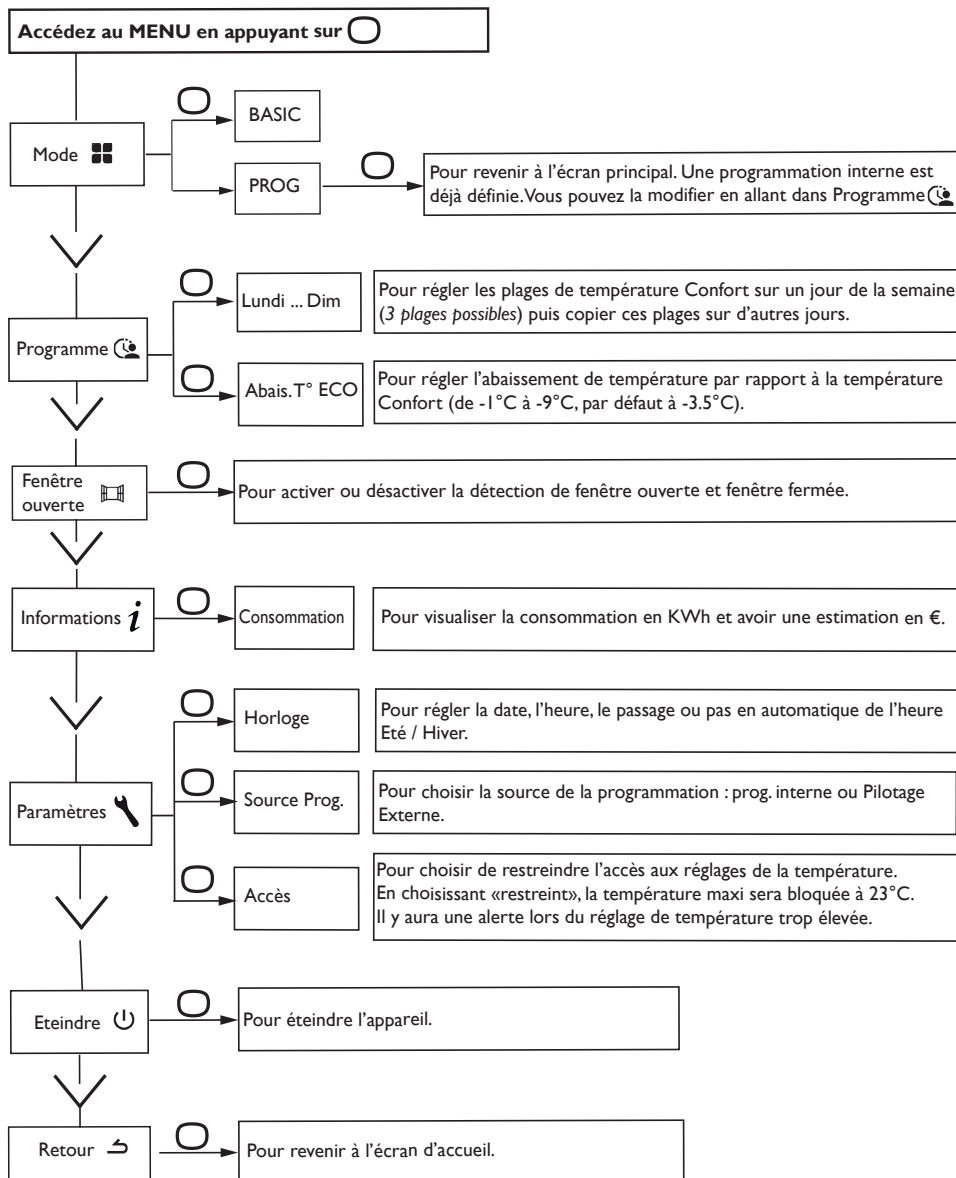 Accédez au MENU en appuyant sur
BASIC
Mode
PROG
Pour revenir à l'écran principal. Une programmation interne est
déjà définie. Vous pouvez la modifier en allant dans Programme
Lundi ... Dim
Pour régler les plages de température Confort sur un jour de la semaine
(3 plages possibles) puis copier ces plages sur d'autres jours.
Programme
Abais. T° ECO
Pour régler l'abaissement de température par rapport à la température
Confort (de -1°C à -9°C, par défaut à -3.5°C).
Fenêtre
ouverte
Pour activer ou désactiver la détection de fenêtre ouverte et fenêtre fermée.
Informations i
Consommation
Pour visualiser la consommation en KWh et avoir une estimation en €.
Horloge
Pour régler la date, l'heure, le passage ou pas en automatique de l'heure
Eté / Hiver.
Paramètres
Source Prog.
Pour choisir la source de la programmation : prog. interne ou Pilotage
Externe.
Accès
Pour choisir de restreindre l'accès aux réglages de la température.
En choisissant «restreint», la température maxi sera bloquée à 23°C.
Il y aura une alerte lors du réglage de température trop élevée.
Eteindre
Pour éteindre l'appareil.
Retour
Pour revenir à l'écran d'accueil.